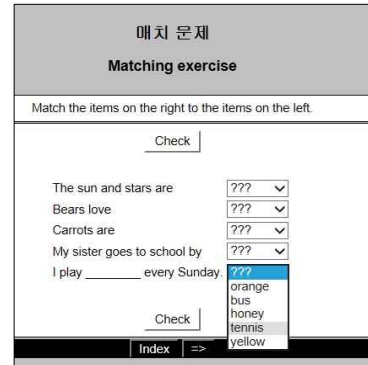 매치 문제
Matching exercise
Match the items on the right to the items on the left.
Check
The sun and stars are ???
Bears love ???
Carrots are ???
My sister goes to school by ???
I play ________ every Sunday. ???
orange
bus
honey
tennis
yellow
Check
Index =>